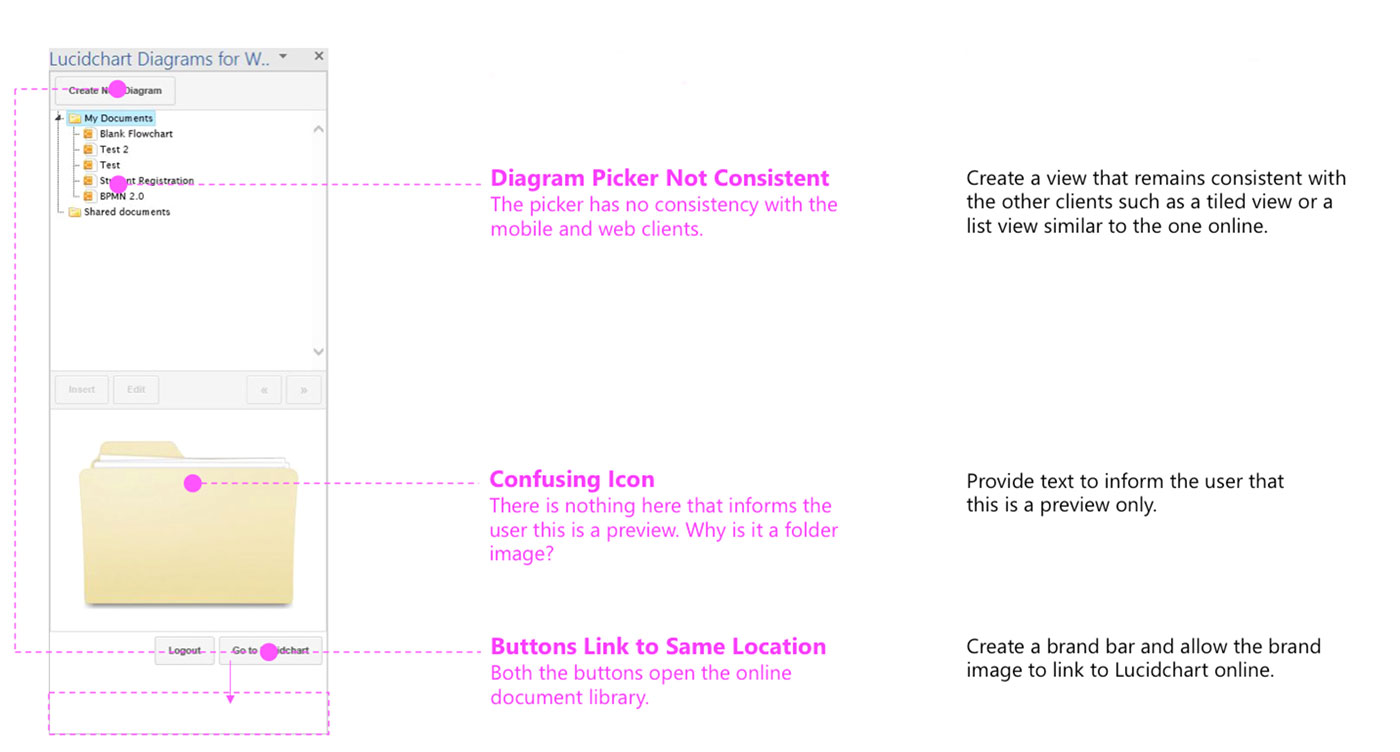 Lucidchart Diagrams for W..
Create N Diagram
My Documents
Blank Flowchart
Test 2
Test
St nt Registration
BPMN 2.0
Shared documents
Insert
Edit
«
»
Logout
Go to dchart
Diagram Picker Not Consistent
The picker has no consistency with the
mobile and web clients.
Create a view that remains consistent with
the other clients such as a tiled view or a
list view similar to the one online.
Confusing Icon
There is nothing here that informs the
user this is a preview. Why is it a folder
image?
Provide text to inform the user that
this is a preview only.
Buttons Link to Same Location
Both the buttons open the online
document library.
Create a brand bar and allow the brand
image to link to Lucidchart online.